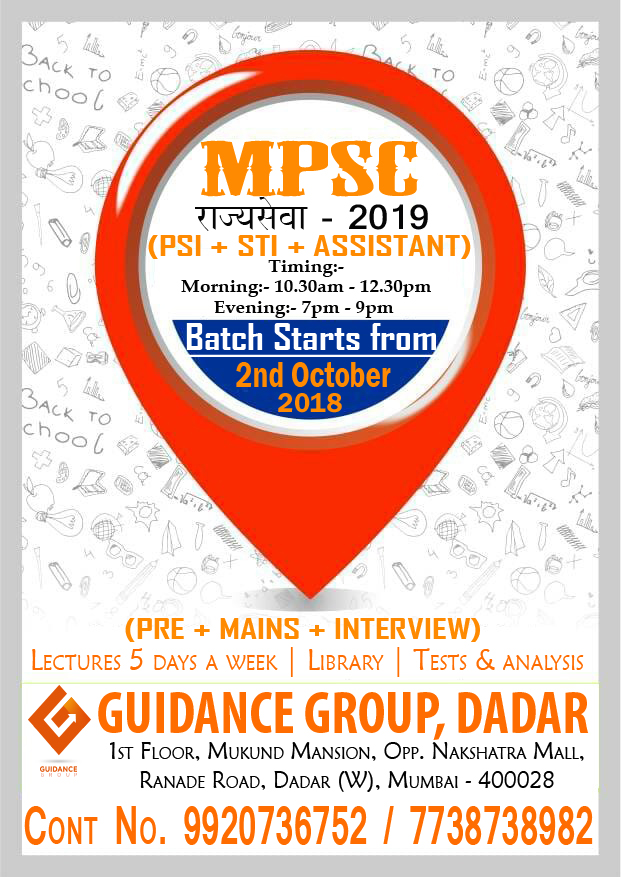 MPSC
राज्यसेवा - 2019
(PSI + STI + ASSISTANT)
Timing:-
Morning:- 10.30am - 12.30pm
Evening:- 7pm - 9pm
Batch Starts from
2nd October
2018
(PRE + MAINS + INTERVIEW)
LECTURES 5 DAYS A WEEK | LIBRARY | TESTS & ANALYSIS
GUIDANCE GROUP, DADAR
1ST FLOOR, MUKUND MANSION, OPP. NAKSHATRA MALL,
RANADE ROAD, DADAR (W), MUMBAI - 400028
GUIDANCE
GROUP
CONT NO. 9920736752 / 7738738982
BACK TO
chool
BACK TO
chool
bonjour